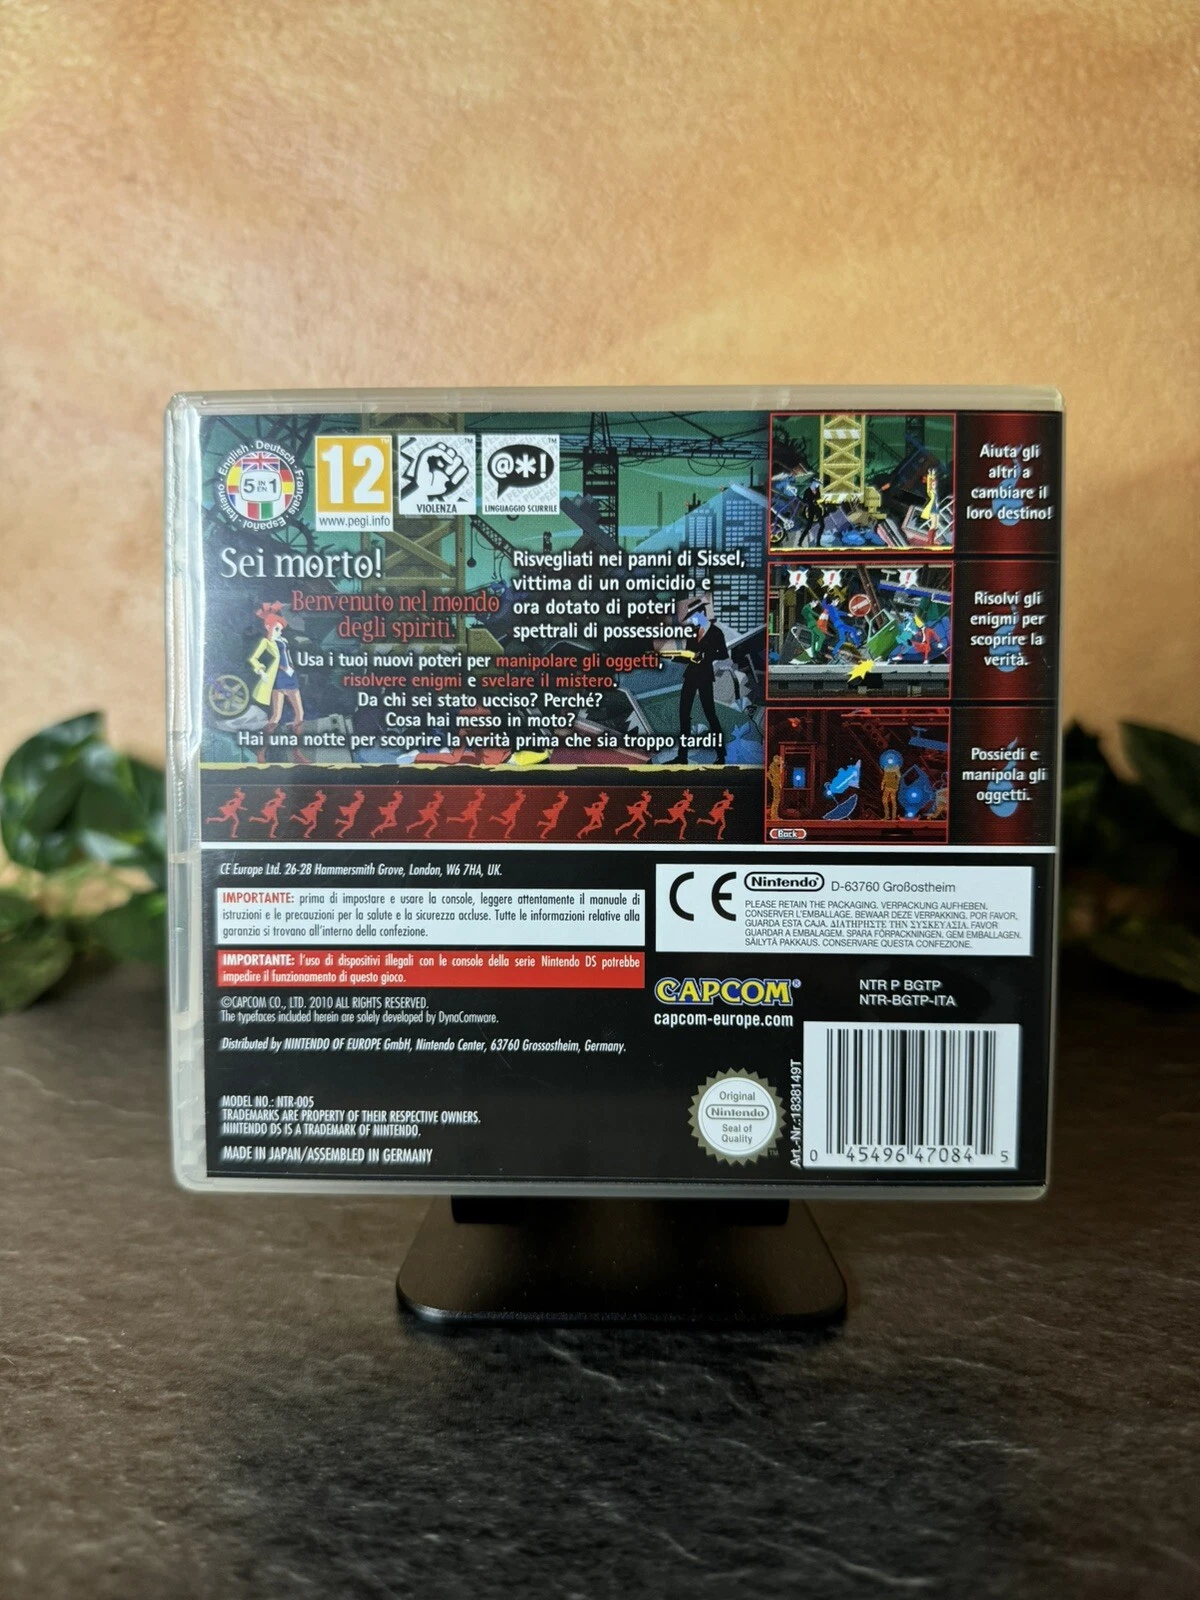 English · Deutsch · Français · Español · Italiano ·
5 IN EN 1
12
www.pegi.info
VIOLENZA
@*!
LINGUAGGIO SCURRILE
Sei morto!
Benvenuto nel mondo
degli spiriti.
Risvegliati nei panni di Sissel,
vittima di un omicidio e
ora dotato di poteri
spettrali di possessione.
Usa i tuoi nuovi poteri per manipolare gli oggetti,
risolvere enigmi e svelare il mistero.
Da chi sei stato ucciso? Perché?
Cosa hai messo in moto?
Hai una notte per scoprire la verità prima che sia troppo tardi!
Aiuta gli
altri a
cambiare il
loro destino!
Risolvi gli
enigmi per
scoprire la
verità.
Possiedi e
manipola gli
oggetti.
Back
CE Europe Ltd. 26-28 Hammersmith Grove, London, W6 7HA, UK.
IMPORTANTE: prima di impostare e usare la console, leggere attentamente il manuale di
istruzioni e le precauzioni per la salute e la sicurezza accluse. Tutte le informazioni relative alla
garanzia si trovano all'interno della confezione.
IMPORTANTE: l'uso di dispositivi illegali con le console della serie Nintendo DS potrebbe
impedire il funzionamento di questo gioco.
©CAPCOM CO., LTD. 2010 ALL RIGHTS RESERVED.
The typefaces included herein are solely developed by DynaComware.
Distributed by NINTENDO OF EUROPE GmbH, Nintendo Center, 63760 Grossostheim, Germany.
MODEL NO.: NTR-005
TRADEMARKS ARE PROPERTY OF THEIR RESPECTIVE OWNERS.
NINTENDO DS IS A TRADEMARK OF NINTENDO.
MADE IN JAPAN/ASSEMBLED IN GERMANY
CE Nintendo D-63760 Großostheim
PLEASE RETAIN THE PACKAGING. VERPACKUNG AUFHEBEN.
CONSERVER L'EMBALLAGE. BEWAAR DEZE VERPAKKING. POR FAVOR,
GUARDA ESTA CAJA. ΔΙΑΤΗΡΗΣΤΕ ΤΗΝ ΣΥΣΚΕΥΑΣΙΑ. FAVOR
GUARDAR A EMBALAGEM. SPARA FÖRPACKNINGEN. GEM EMBALLAGEN.
SÄILYTÄ PAKKAUS. CONSERVARE QUESTA CONFEZIONE.
CAPCOM®
capcom-europe.com
NTR P BGTP
NTR-BGTP-ITA
Original
Nintendo
Seal of
Quality
TM
Art.-Nr.:1838149T
0 45496 47084 5